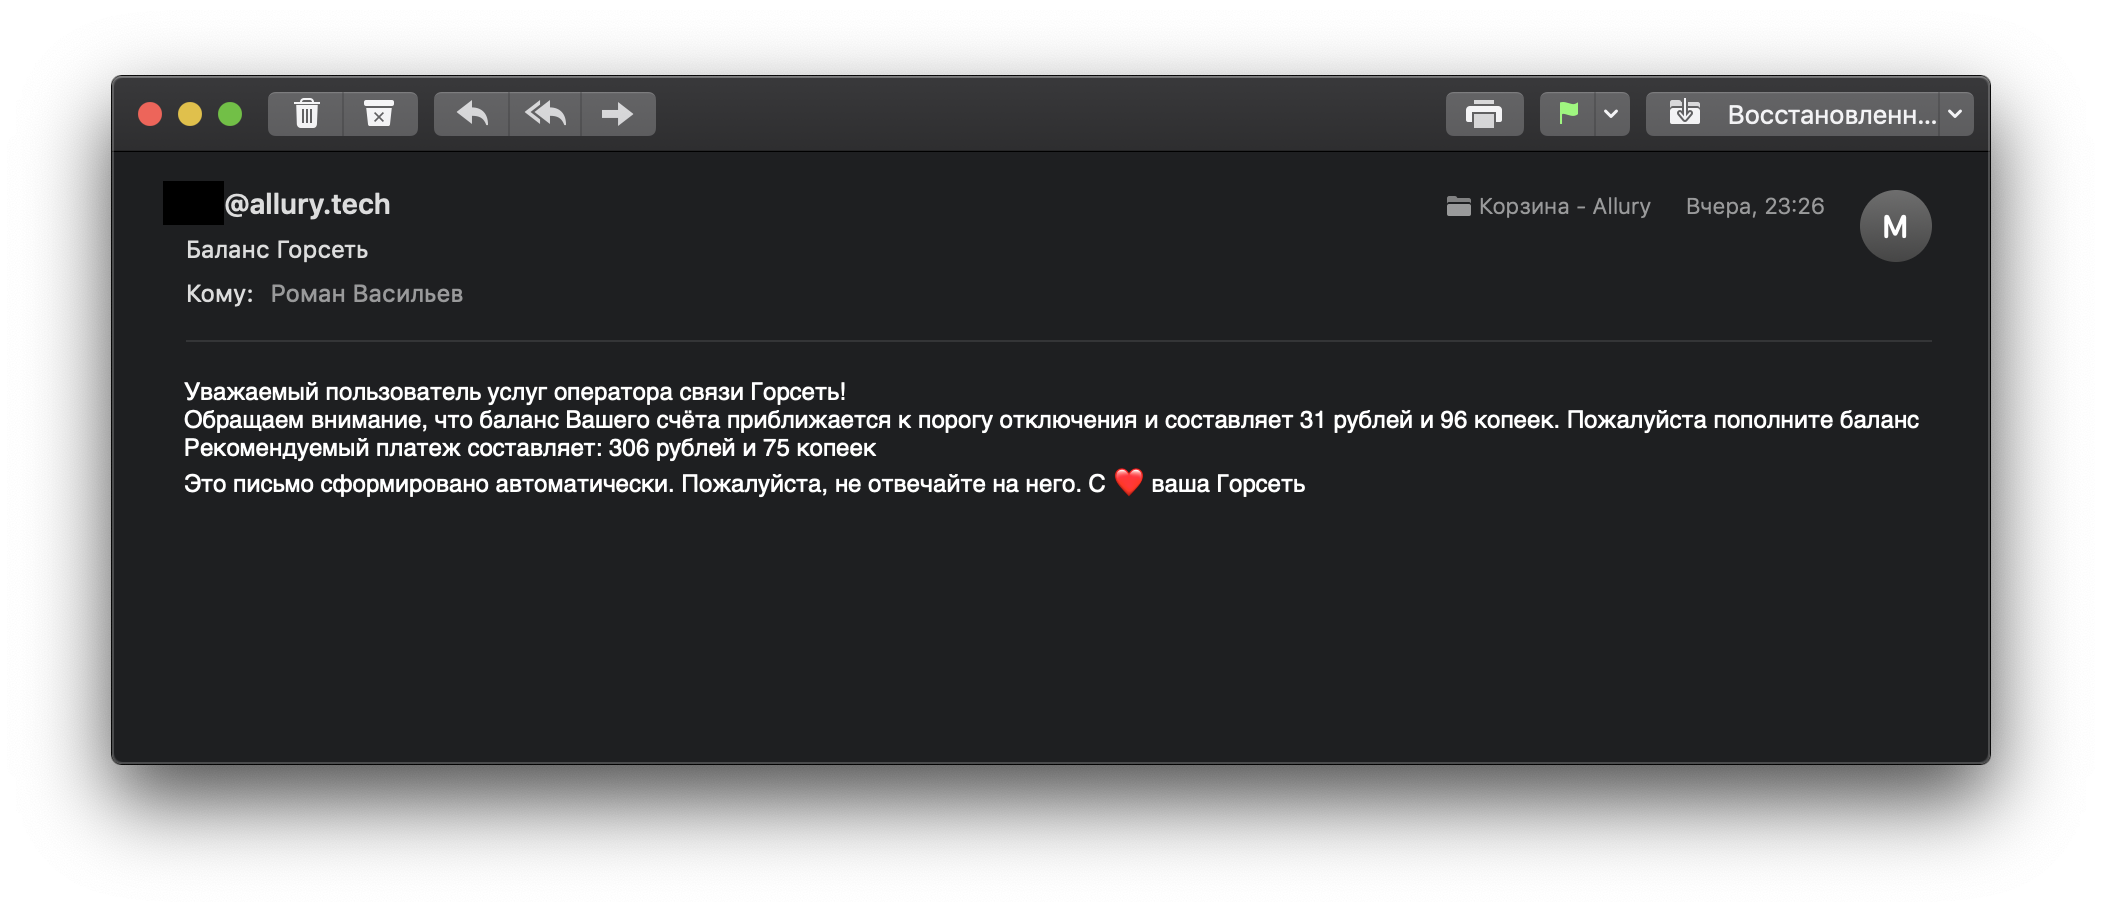 Восстановленн...
@allury.tech
Корзина - Allury
Вчера, 23:26
M
Баланс Горсеть
Кому: Роман Васильев
Уважаемый пользователь услуг оператора связи Горсеть!
Обращаем внимание, что баланс Вашего счёта приближается к порогу отключения и составляет 31 рублей и 96 копеек. Пожалуйста пополните баланс
Рекомендуемый платеж составляет: 306 рублей и 75 копеек
Это письмо сформировано автоматически. Пожалуйста, не отвечайте на него. С ❤️ ваша Горсеть